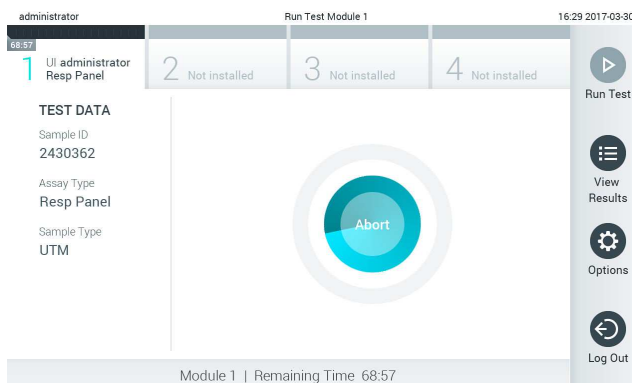 administrator
Run Test Module 1
16:29 2017-03-30
68:57
1 UI administrator
Resp Panel
2 Not installed
3 Not installed
4 Not installed
Run Test
TEST DATA
Sample ID
2430362
Assay Type
Resp Panel
Sample Type
UTM
Abort
View
Results
Options
Log Out
Module 1 | Remaining Time 68:57